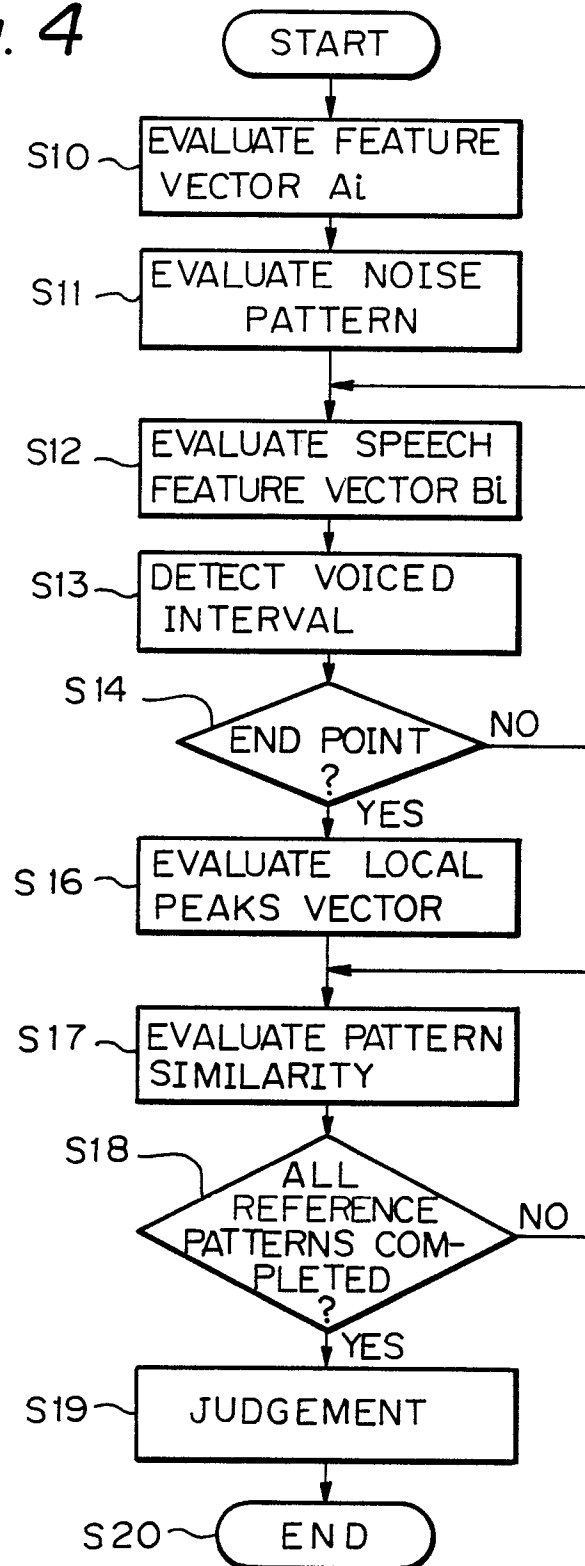 . 4
START
S10
EVALUATE FEATURE
VECTOR Ai
S11
EVALUATE NOISE
PATTERN
S12
EVALUATE SPEECH
FEATURE VECTOR Bi
S13
DETECT VOICED
INTERVAL
S14
END POINT
?
NO
YES
S16
EVALUATE LOCAL
PEAKS VECTOR
S17
EVALUATE PATTERN
SIMILARITY
S18
ALL
REFERENCE
PATTERNS COM-
PLETED
?
NO
YES
S19
JUDGEMENT
S20
END